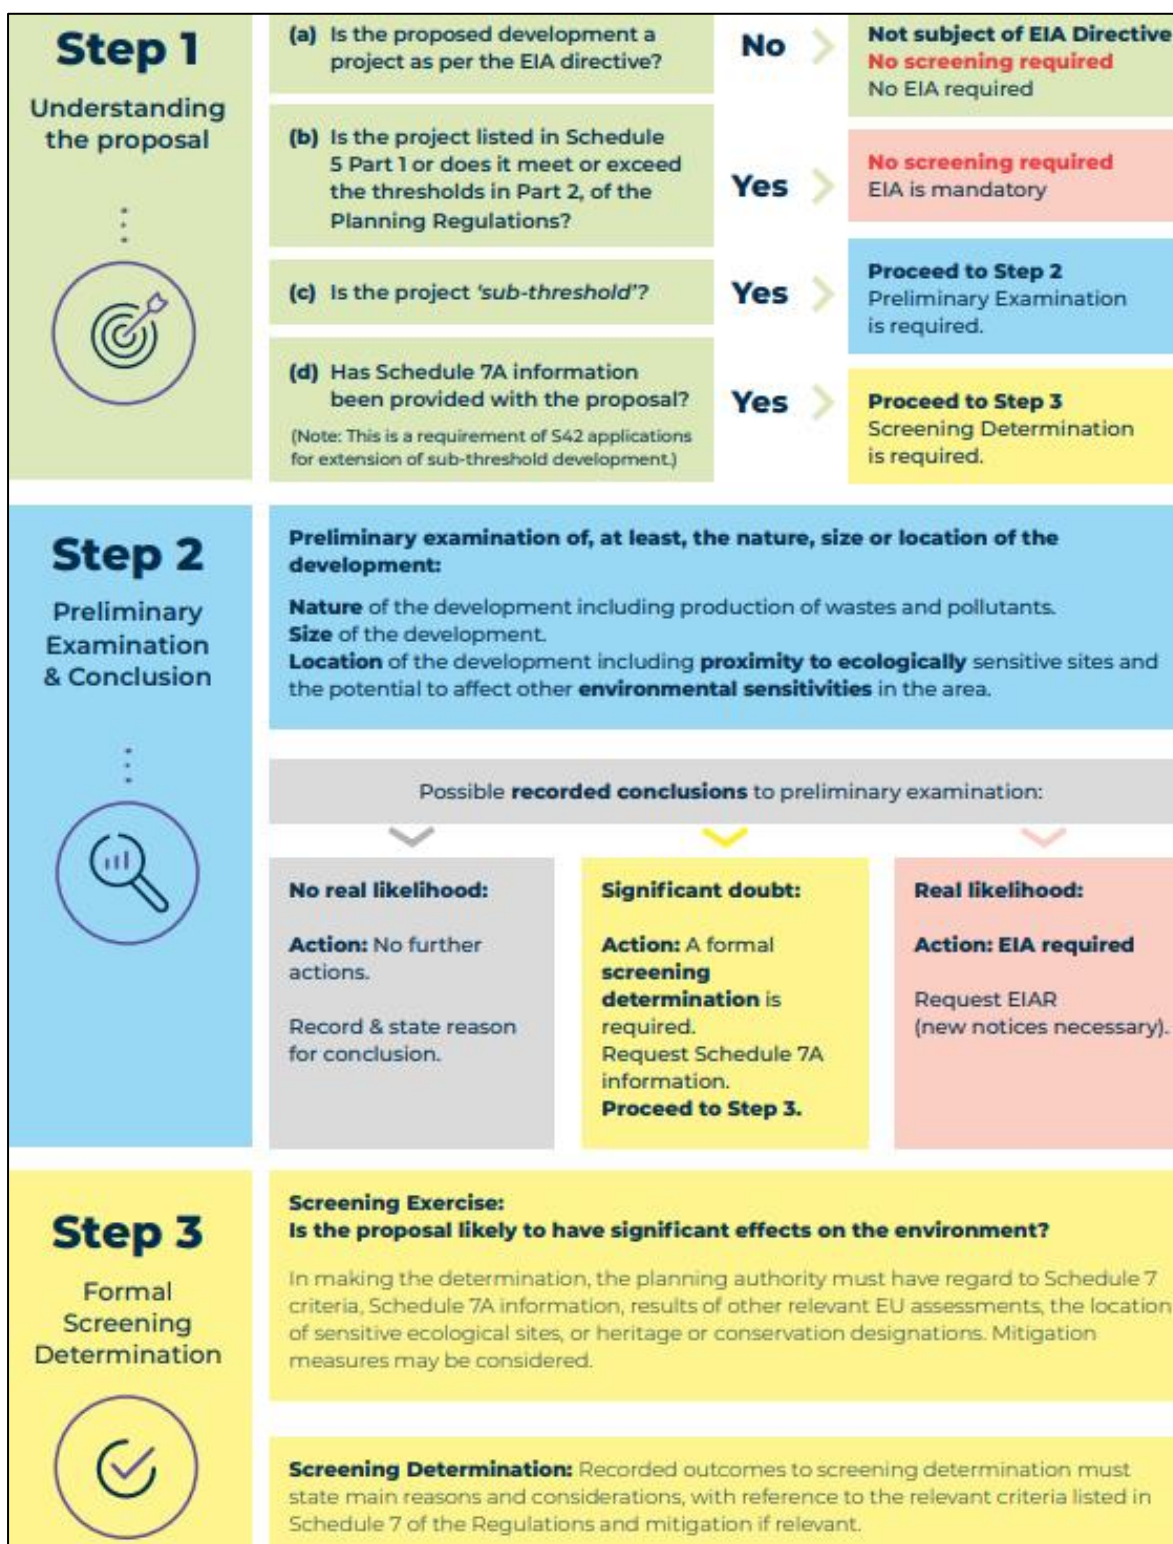 Step 1
Understanding
the proposal
(a) Is the proposed development a
project as per the EIA directive?
No
Not subject of EIA Directive
No screening required
No EIA required
(b) Is the project listed in Schedule
5 Part 1 or does it meet or exceed
the thresholds in Part 2, of the
Planning Regulations?
Yes
No screening required
EIA is mandatory
(c) Is the project ‘sub-threshold’?
Yes
Proceed to Step 2
Preliminary Examination
is required.
(d) Has Schedule 7A information
been provided with the proposal?
(Note: This is a requirement of S42 applications
for extension of sub-threshold development.)
Yes
Proceed to Step 3
Screening Determination
is required.
Step 2
Preliminary
Examination
& Conclusion
Preliminary examination of, at least, the nature, size or location of the
development:
Nature of the development including production of wastes and pollutants.
Size of the development.
Location of the development including proximity to ecologically sensitive sites and
the potential to affect other environmental sensitivities in the area.
Possible recorded conclusions to preliminary examination:
No real likelihood:
Action: No further
actions.
Record & state reason
for conclusion.
Significant doubt:
Action: A formal
screening
determination is
required.
Request Schedule 7A
information.
Proceed to Step 3.
Real likelihood:
Action: EIA required
Request EIAR
(new notices necessary).
Step 3
Formal
Screening
Determination
Screening Exercise:
Is the proposal likely to have significant effects on the environment?
In making the determination, the planning authority must have regard to Schedule 7
criteria, Schedule 7A information, results of other relevant EU assessments, the location
of sensitive ecological sites, or heritage or conservation designations. Mitigation
measures may be considered.
Screening Determination: Recorded outcomes to screening determination must
state main reasons and considerations, with reference to the relevant criteria listed in
Schedule 7 of the Regulations and mitigation if relevant.